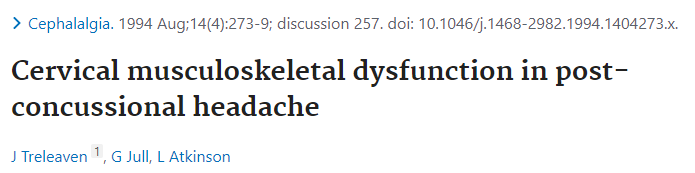 > Cephalalgia. 1994 Aug;14(4):273-9; discussion 257. doi: 10.1046/j.1468-2982.1994.1404273.x.
Cervical musculoskeletal dysfunction in post-
concussional headache
J Treleaven 1, G Jull, L Atkinson